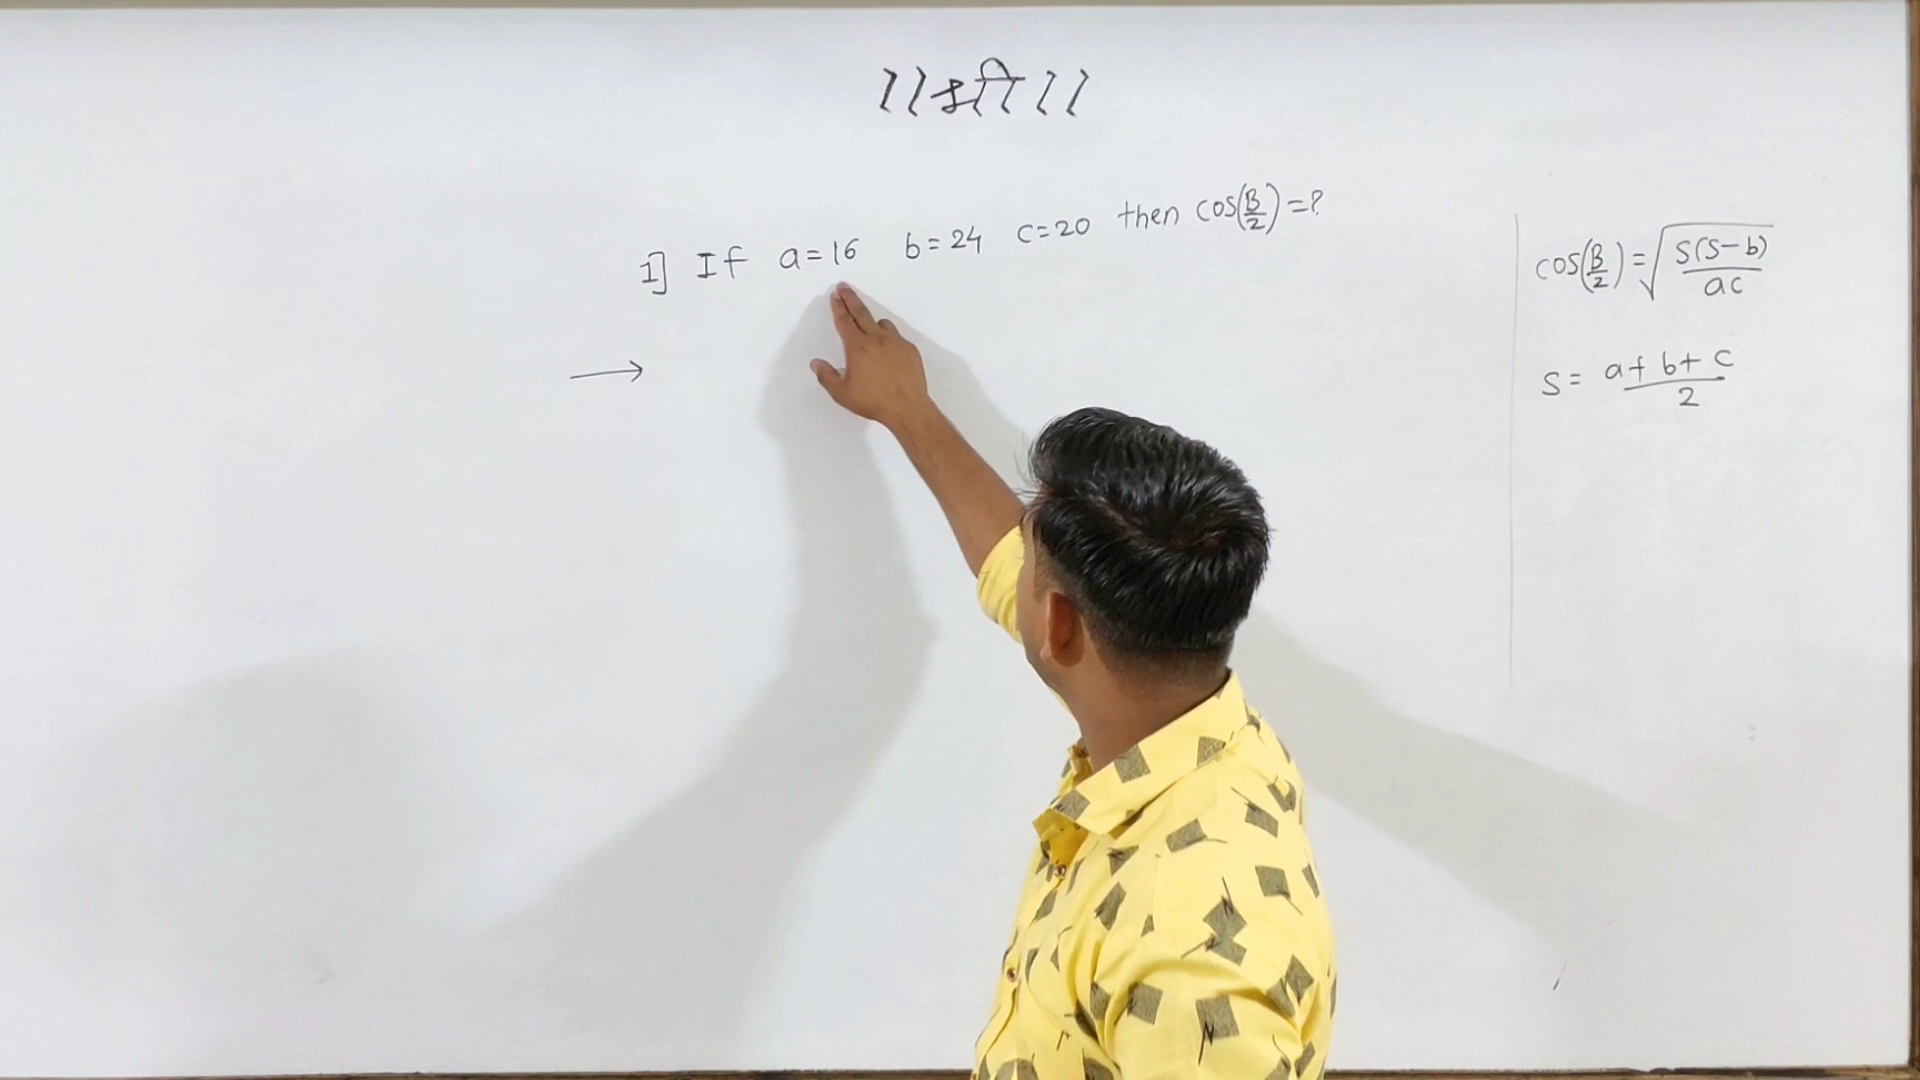 ।।श्री।।
1] If a=16 b=24 c=20 then cos(B/2)=?
→
cos(B/2)=√(s(s-b)/ac)
s= (a+b+c)/2